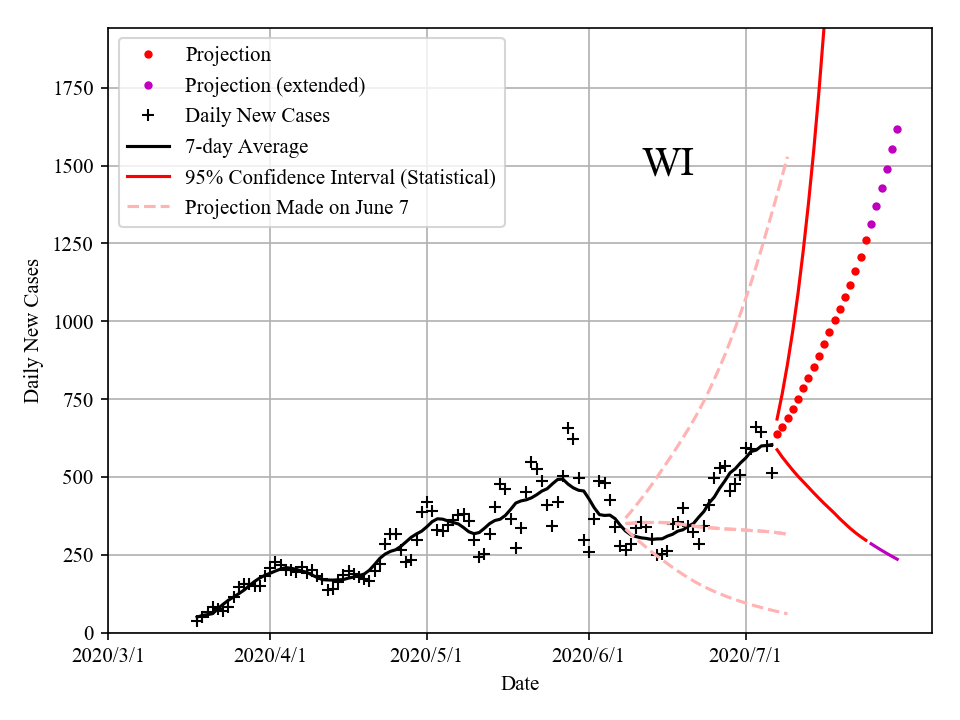 Projection
Projection (extended)
Daily New Cases
7-day Average
95% Confidence Interval (Statistical)
Projection Made on June 7
WI
1750
1500
1250
1000
750
500
250
0
Daily New Cases
2020/3/1 2020/4/1 2020/5/1 2020/6/1 2020/7/1
Date